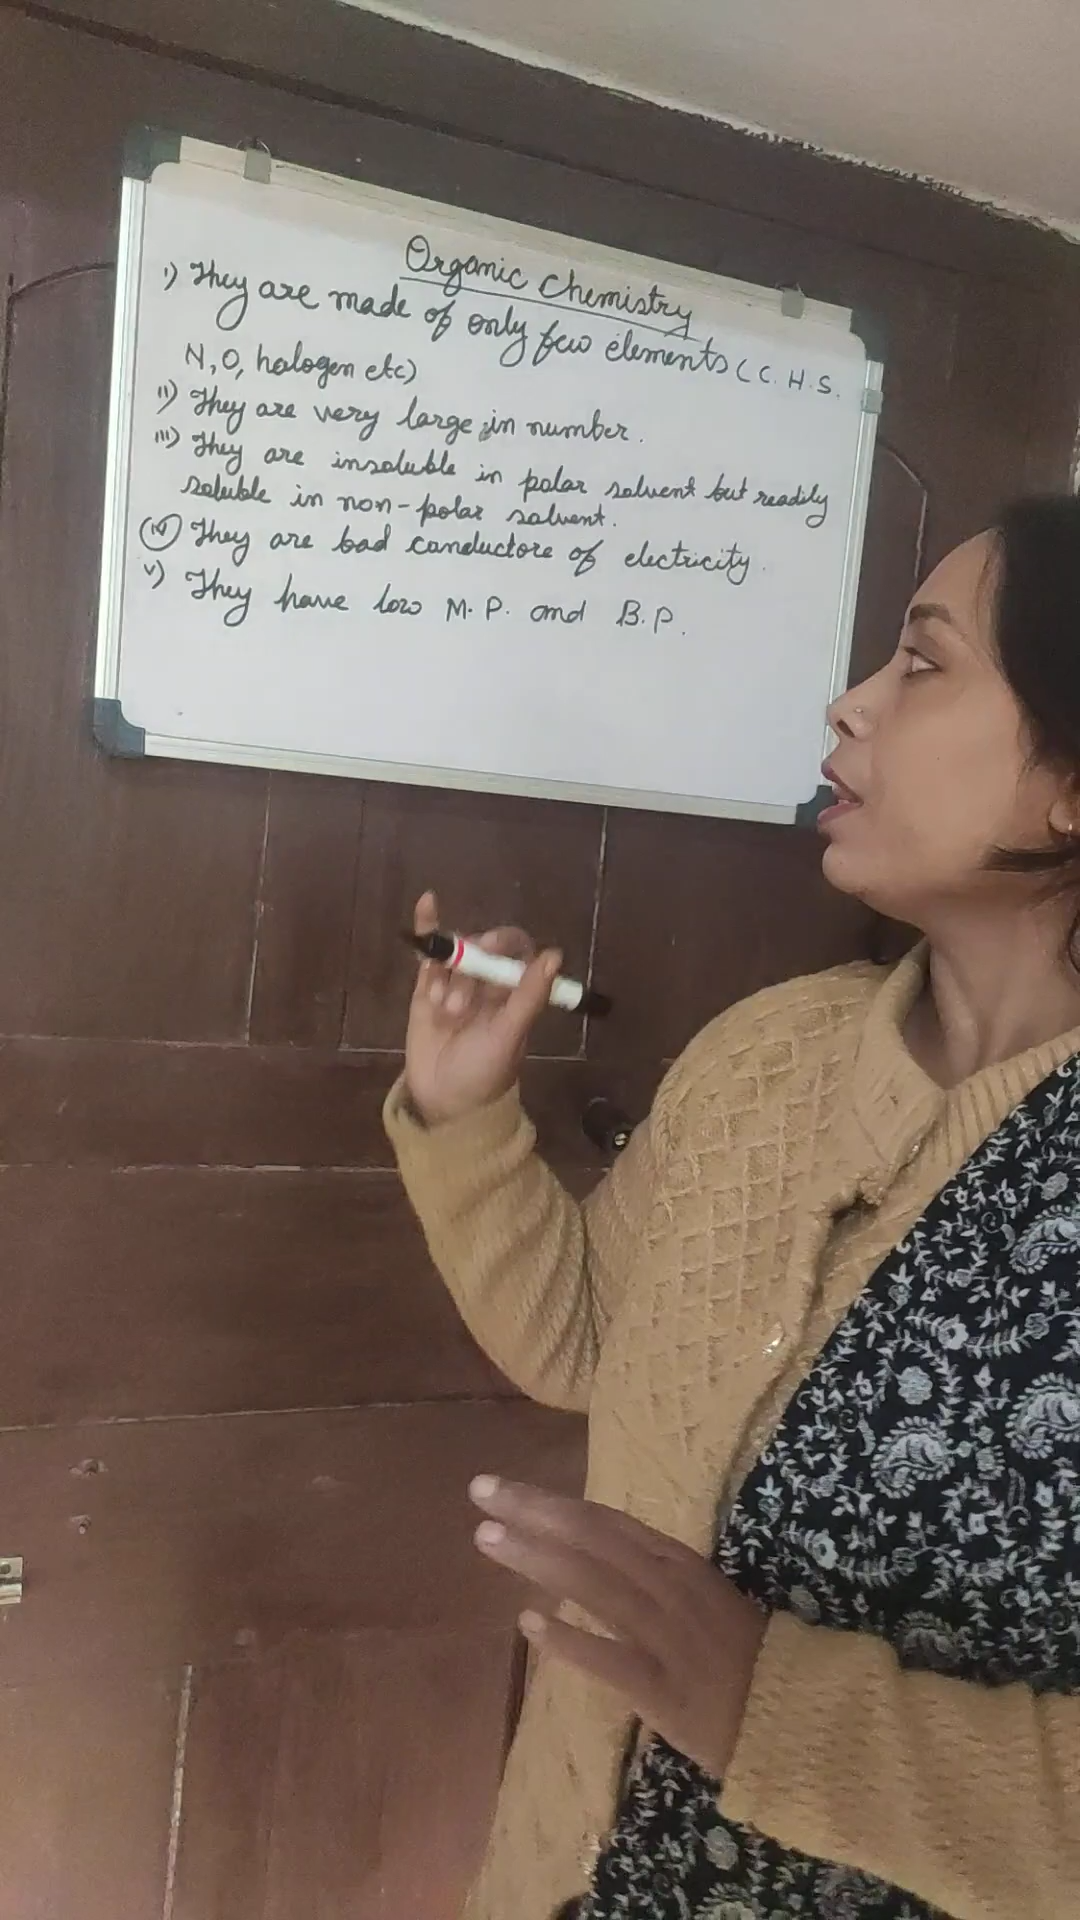 Organic Chemistry
i) They are made of only few elements (C. H. S.
N, O, halogen etc)
ii) They are very large in number.
iii) They are insoluble in polar solvent but readily
soluble in non-polar solvent.
iv) They are bad conductore of electricity.
v) They have low M.P. and B.P.